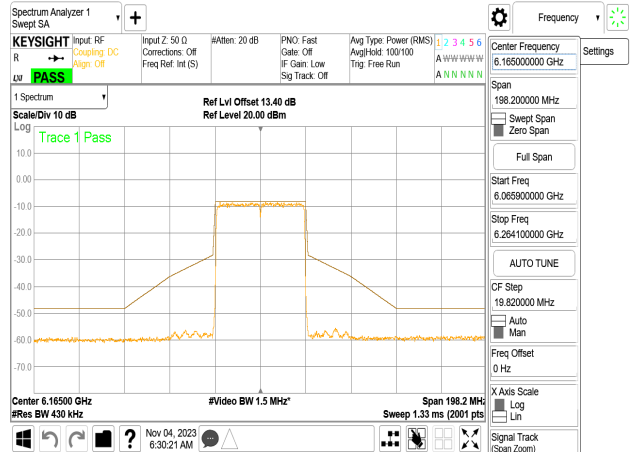 Spectrum Analyzer 1
Swept SA
Frequency
KEYSIGHT
R
LXI
PASS
Input: RF
Coupling: DC
Align: Off
Input Z: 50 Ω
Corrections: Off
Freq Ref: Int (S)
#Atten: 20 dB
PNO: Fast
Gate: Off
IF Gain: Low
Sig Track: Off
Avg Type: Power (RMS)
Avg|Hold: 100/100
Trig: Free Run
1 2 3 4 5 6
A W W W W W
A N N N N N
1 Spectrum
Scale/Div 10 dB
Ref Lvl Offset 13.40 dB
Ref Level 20.00 dBm
Log
Trace 1 Pass
10.0
0.00
-10.0
-20.0
-30.0
-40.0
-50.0
-60.0
-70.0
Center 6.16500 GHz
#Res BW 430 kHz
#Video BW 1.5 MHz*
Span 198.2 MHz
Sweep 1.33 ms (2001 pts
Nov 04, 2023
6:30:21 AM
Settings
Center Frequency
6.165000000 GHz
Span
198.200000 MHz
Swept Span
Zero Span
Full Span
Start Freq
6.065900000 GHz
Stop Freq
6.264100000 GHz
AUTO TUNE
CF Step
19.820000 MHz
Auto
Man
Freq Offset
0 Hz
X Axis Scale
Log
Lin
Signal Track
(Span Zoom)